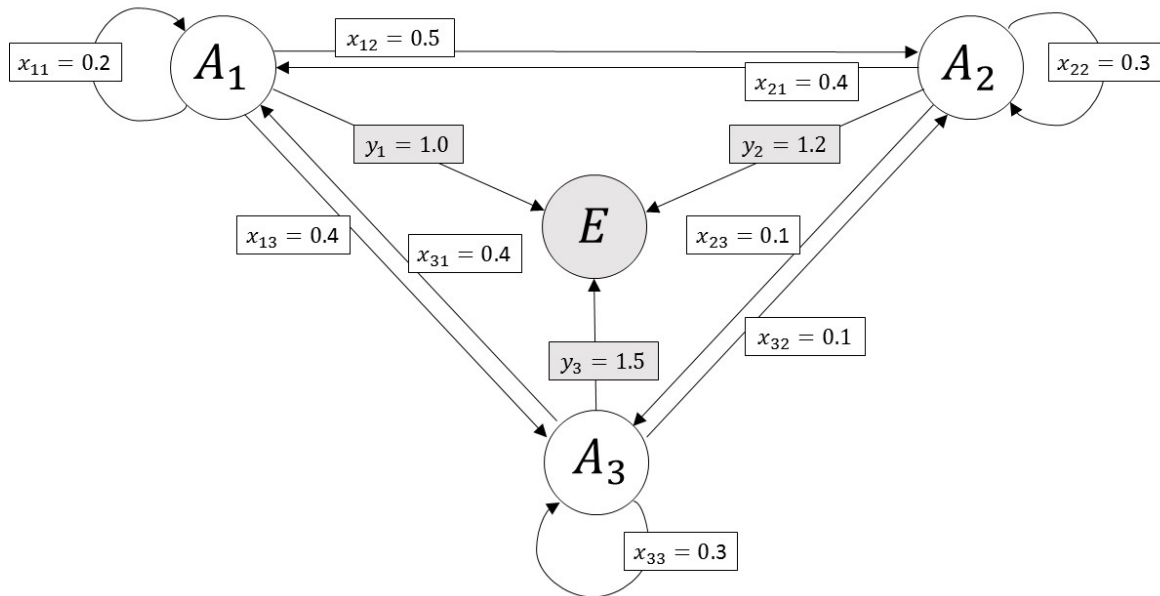 x₁₂ = 0.5
x₁₁ = 0.2
A₁
A₂
x₂₂ = 0.3
x₂₁ = 0.4
y₁ = 1.0
y₂ = 1.2
E
x₁₃ = 0.4
x₂₃ = 0.1
x₃₁ = 0.4
x₃₂ = 0.1
y₃ = 1.5
A₃
x₃₃ = 0.3